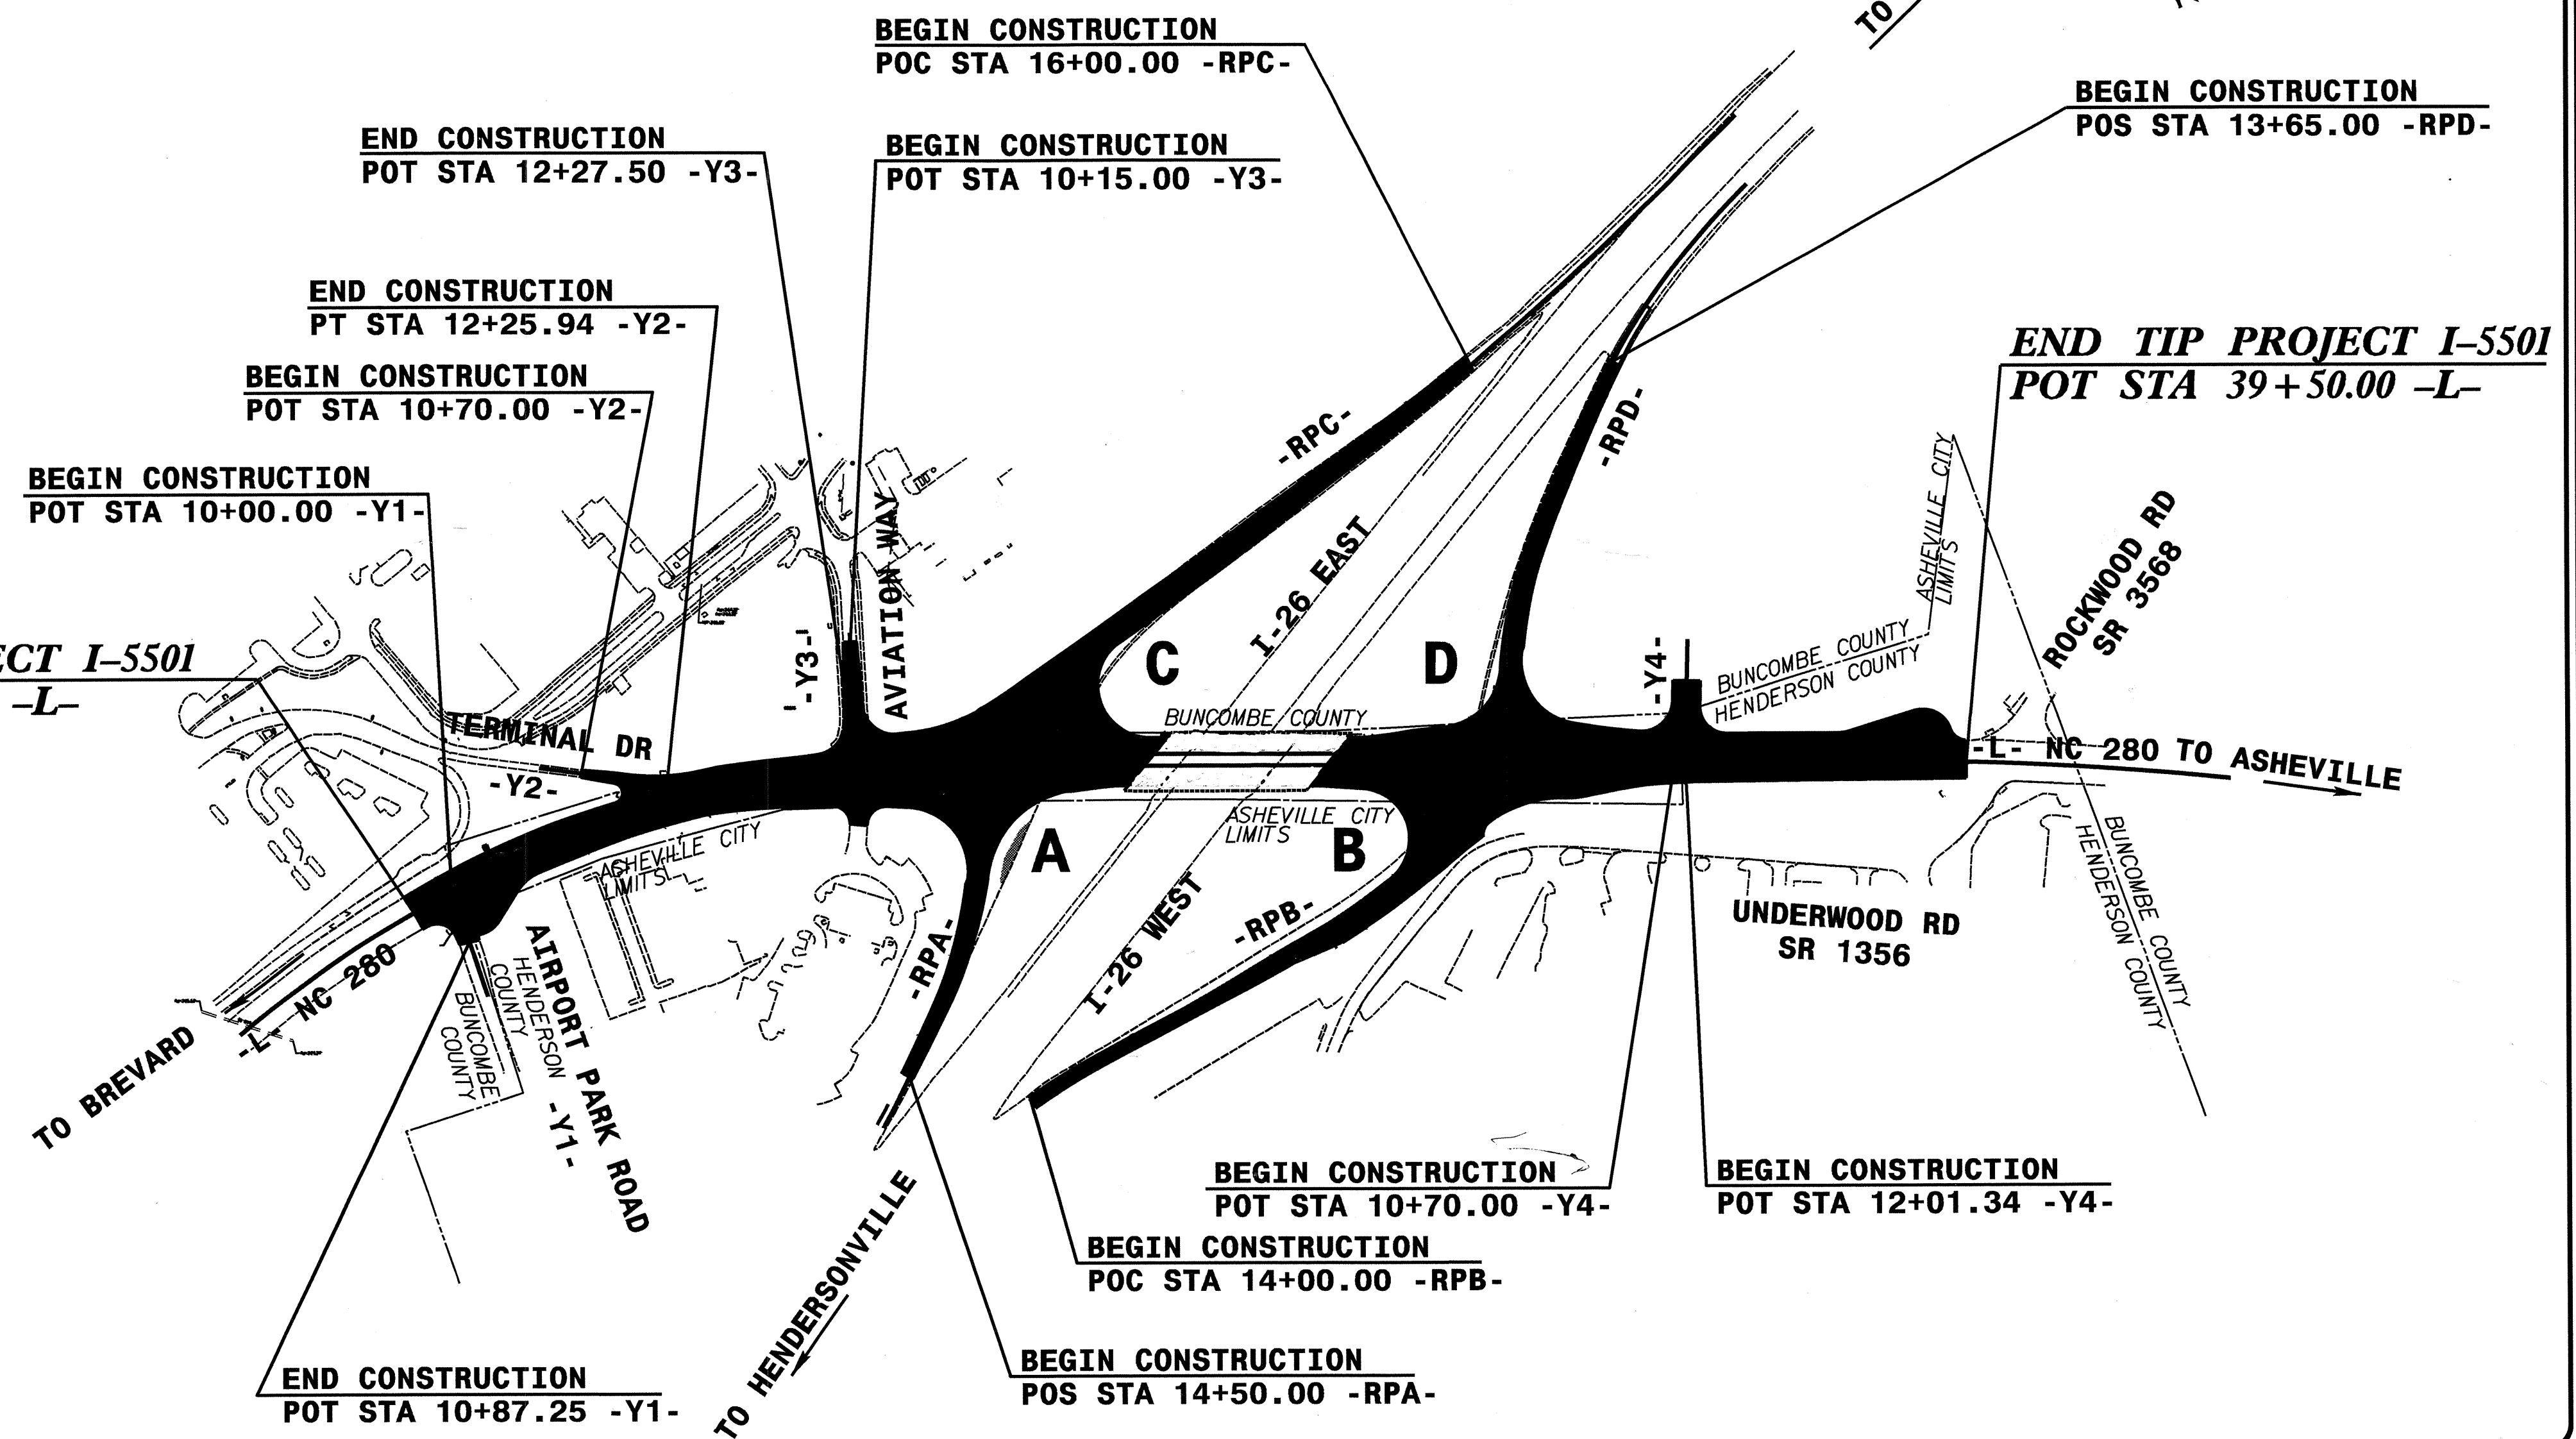 BEGIN CONSTRUCTION
POC STA 16+00.00 -RPC-
TO
BEGIN CONSTRUCTION
POS STA 13+65.00 -RPD-
END CONSTRUCTION
POT STA 12+27.50 -Y3-
BEGIN CONSTRUCTION
POT STA 10+15.00 -Y3-
END CONSTRUCTION
PT STA 12+25.94 -Y2-
BEGIN CONSTRUCTION
POT STA 10+70.00 -Y2-
END TIP PROJECT I-5501
POT STA 39+50.00 -L-
BEGIN CONSTRUCTION
POT STA 10+00.00 -Y1-
-RPC-
-RPD-
ASHEVILLE CITY
LIMITS
ROCKWOOD RD
SR 3568
AVIATION WAY
-Y3-
I-26 EAST
C
D
-Y4-
BUNCOMBE COUNTY
HENDERSON COUNTY
ECT I-5501
-L-
TERMINAL DR
-Y2-
BUNCOMBE COUNTY
-L- NC 280 TO ASHEVILLE
ASHEVILLE CITY
LIMITS
ASHEVILLE CITY
LIMITS
A
B
BUNCOMBE COUNTY
HENDERSON COUNTY
UNDERWOOD RD
SR 1356
-RPA-
-RPB-
I-26 WEST
-L- NC 280
TO BREVARD
BUNCOMBE
COUNTY
HENDERSON
COUNTY
AIRPORT PARK ROAD
-Y1-
TO HENDERSONVILLE
BEGIN CONSTRUCTION
POT STA 10+70.00 -Y4-
BEGIN CONSTRUCTION
POT STA 12+01.34 -Y4-
BEGIN CONSTRUCTION
POC STA 14+00.00 -RPB-
BEGIN CONSTRUCTION
POS STA 14+50.00 -RPA-
END CONSTRUCTION
POT STA 10+87.25 -Y1-